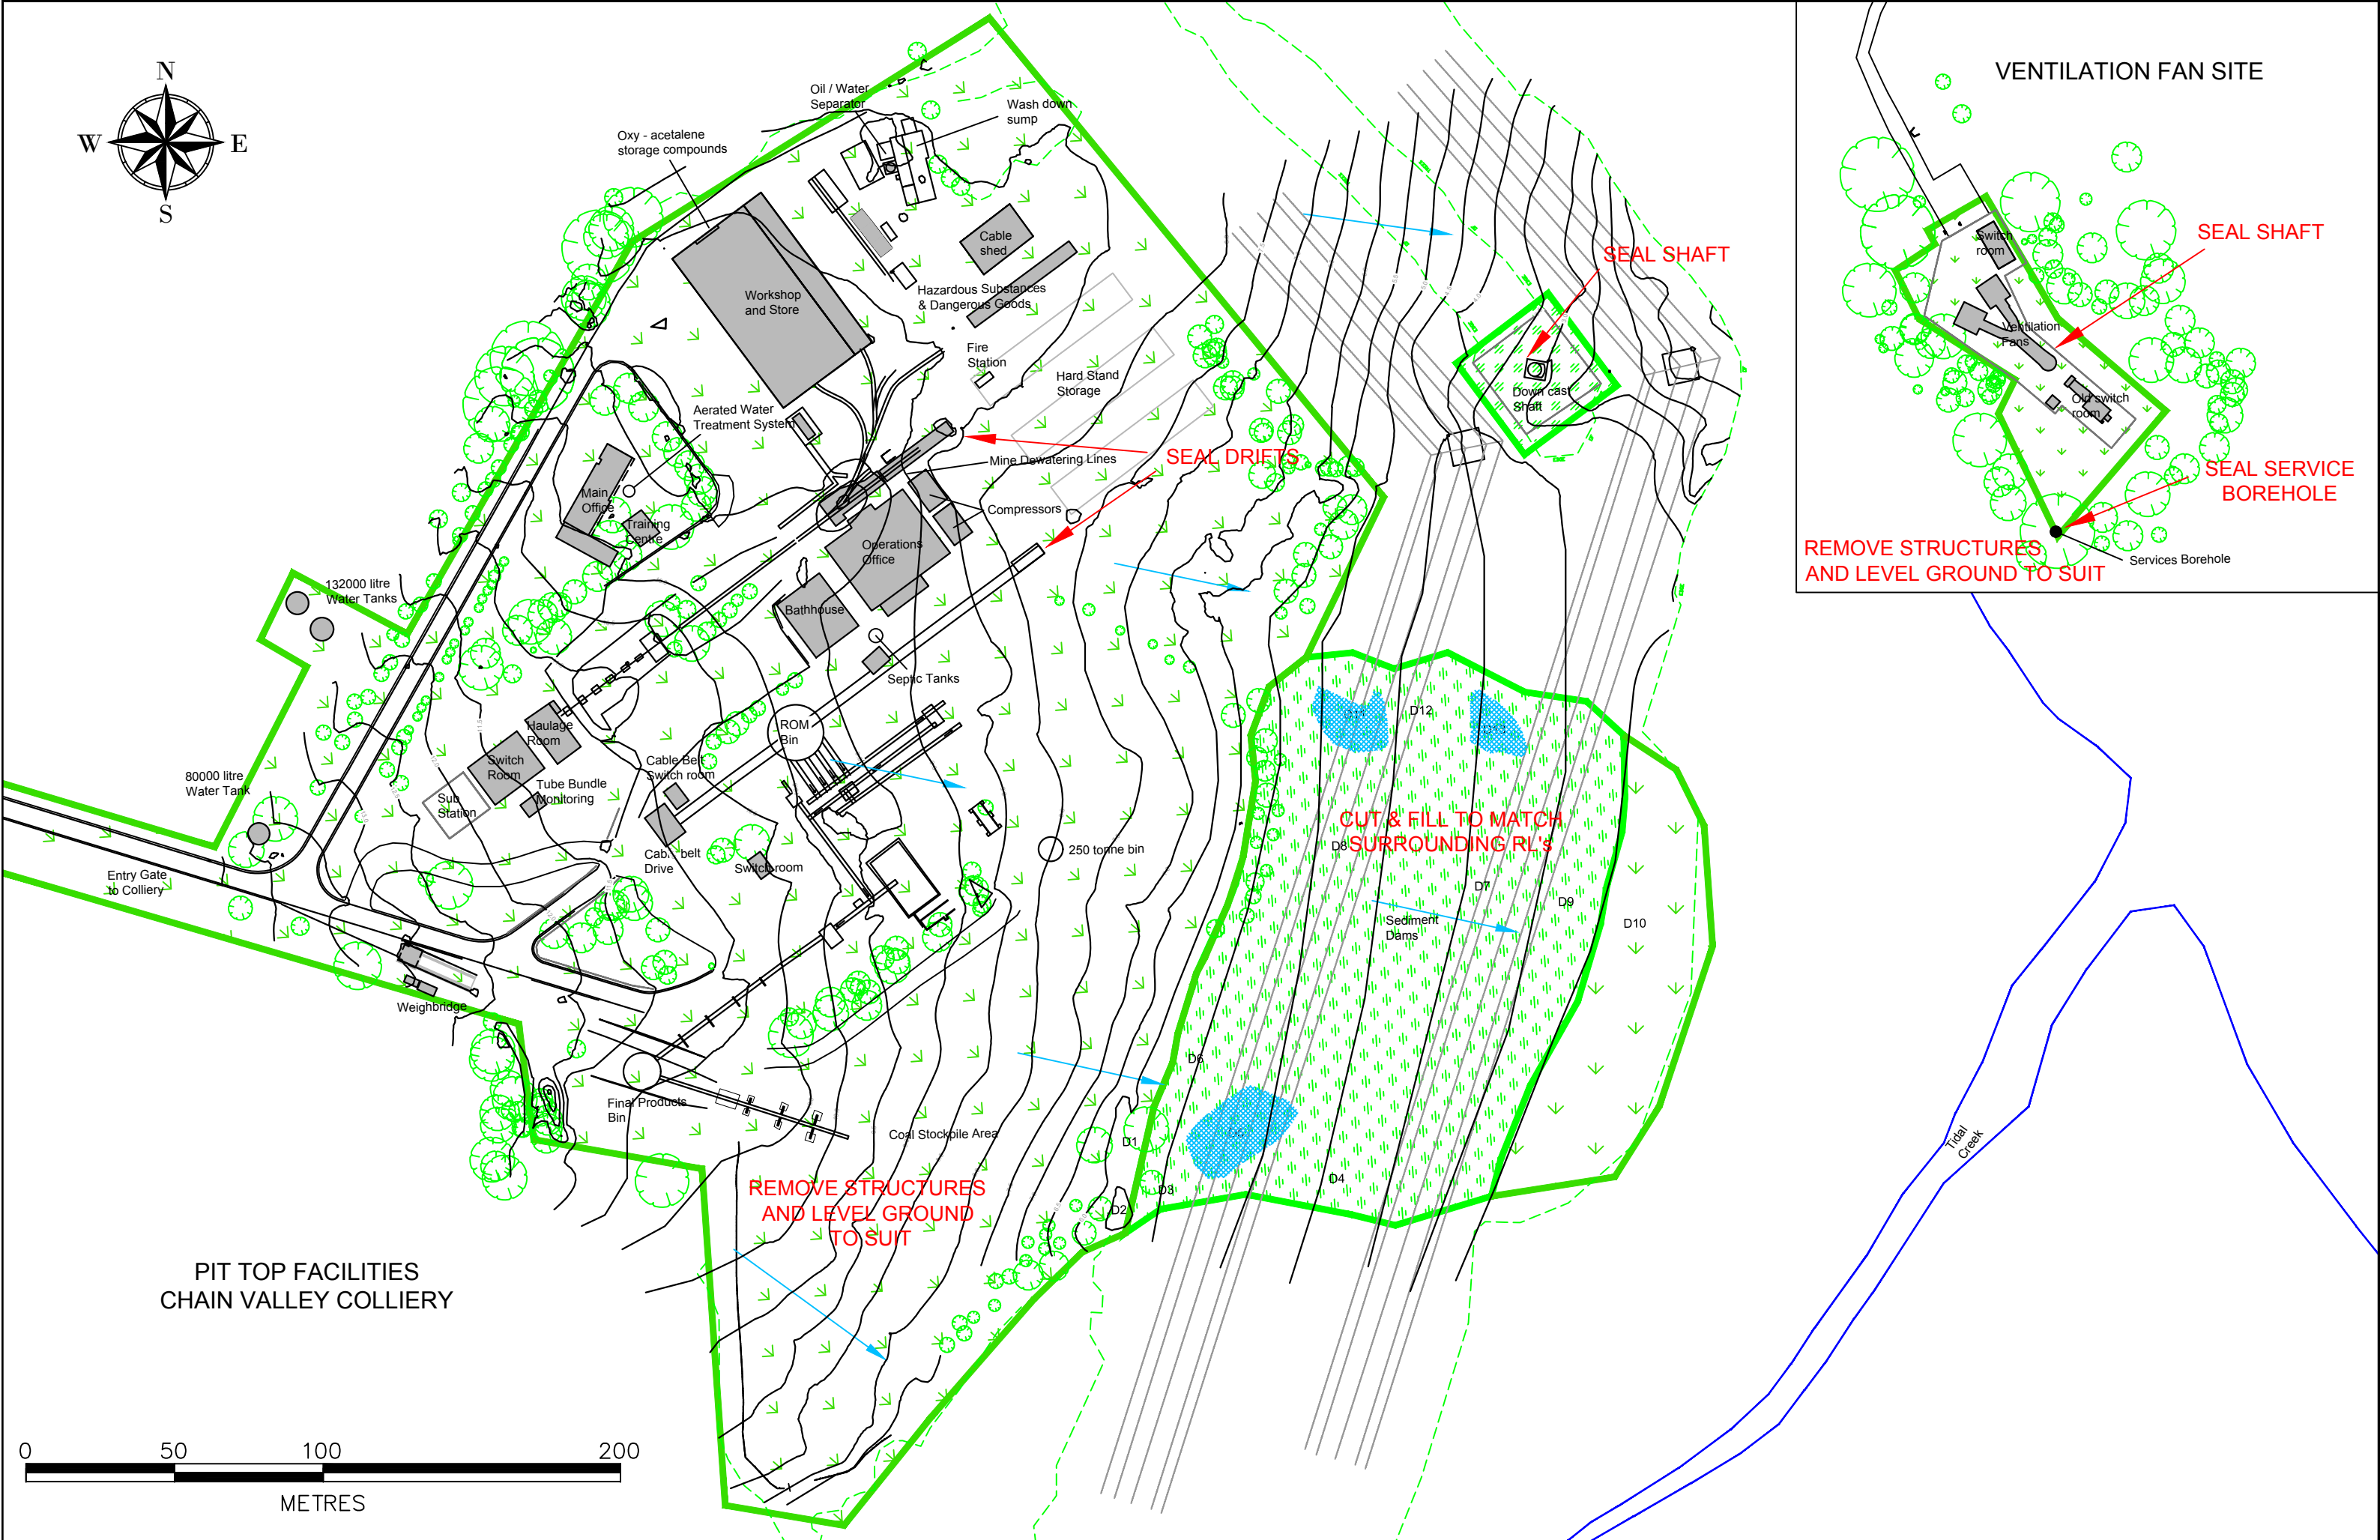 N
W
E
S
VENTILATION FAN SITE
Switch
room
SEAL SHAFT
Ventilation
Fans
Old switch
room
SEAL SERVICE
BOREHOLE
REMOVE STRUCTURES
AND LEVEL GROUND TO SUIT
Services Borehole
Oil / Water
Separator
Wash down
sump
Oxy - acetalene
storage compounds
Cable
shed
Hazardous Substances
& Dangerous Goods
Workshop
and Store
SEAL SHAFT
Down cast
Shaft
Fire
Station
Hard Stand
Storage
Aerated Water
Treatment System
Mine Dewatering Lines
SEAL DRIFTS
Main
Office
Training
Centre
Compressors
Operations
Office
132000 litre
Water Tanks
Bathhouse
Septic Tanks
Haulage
Room
ROM
Bin
Switch
Room
Cable Belt
Switch room
80000 litre
Water Tank
Sub
Station
Tube Bundle
Monitoring
D11
D12
D13
CUT & FILL TO MATCH
SURROUNDING RL's
D8
D7
D9
D10
Sediment
Dams
250 tonne bin
belt
Drive
Switch room
Entry Gate
to Colliery
Weighbridge
D6
D5
Final Products
Bin
Coal Stockpile Area
D1
D3
D4
D2
Tidal
Creek
REMOVE STRUCTURES
AND LEVEL GROUND
TO SUIT
PIT TOP FACILITIES
CHAIN VALLEY COLLIERY
0 50 100 200
METRES